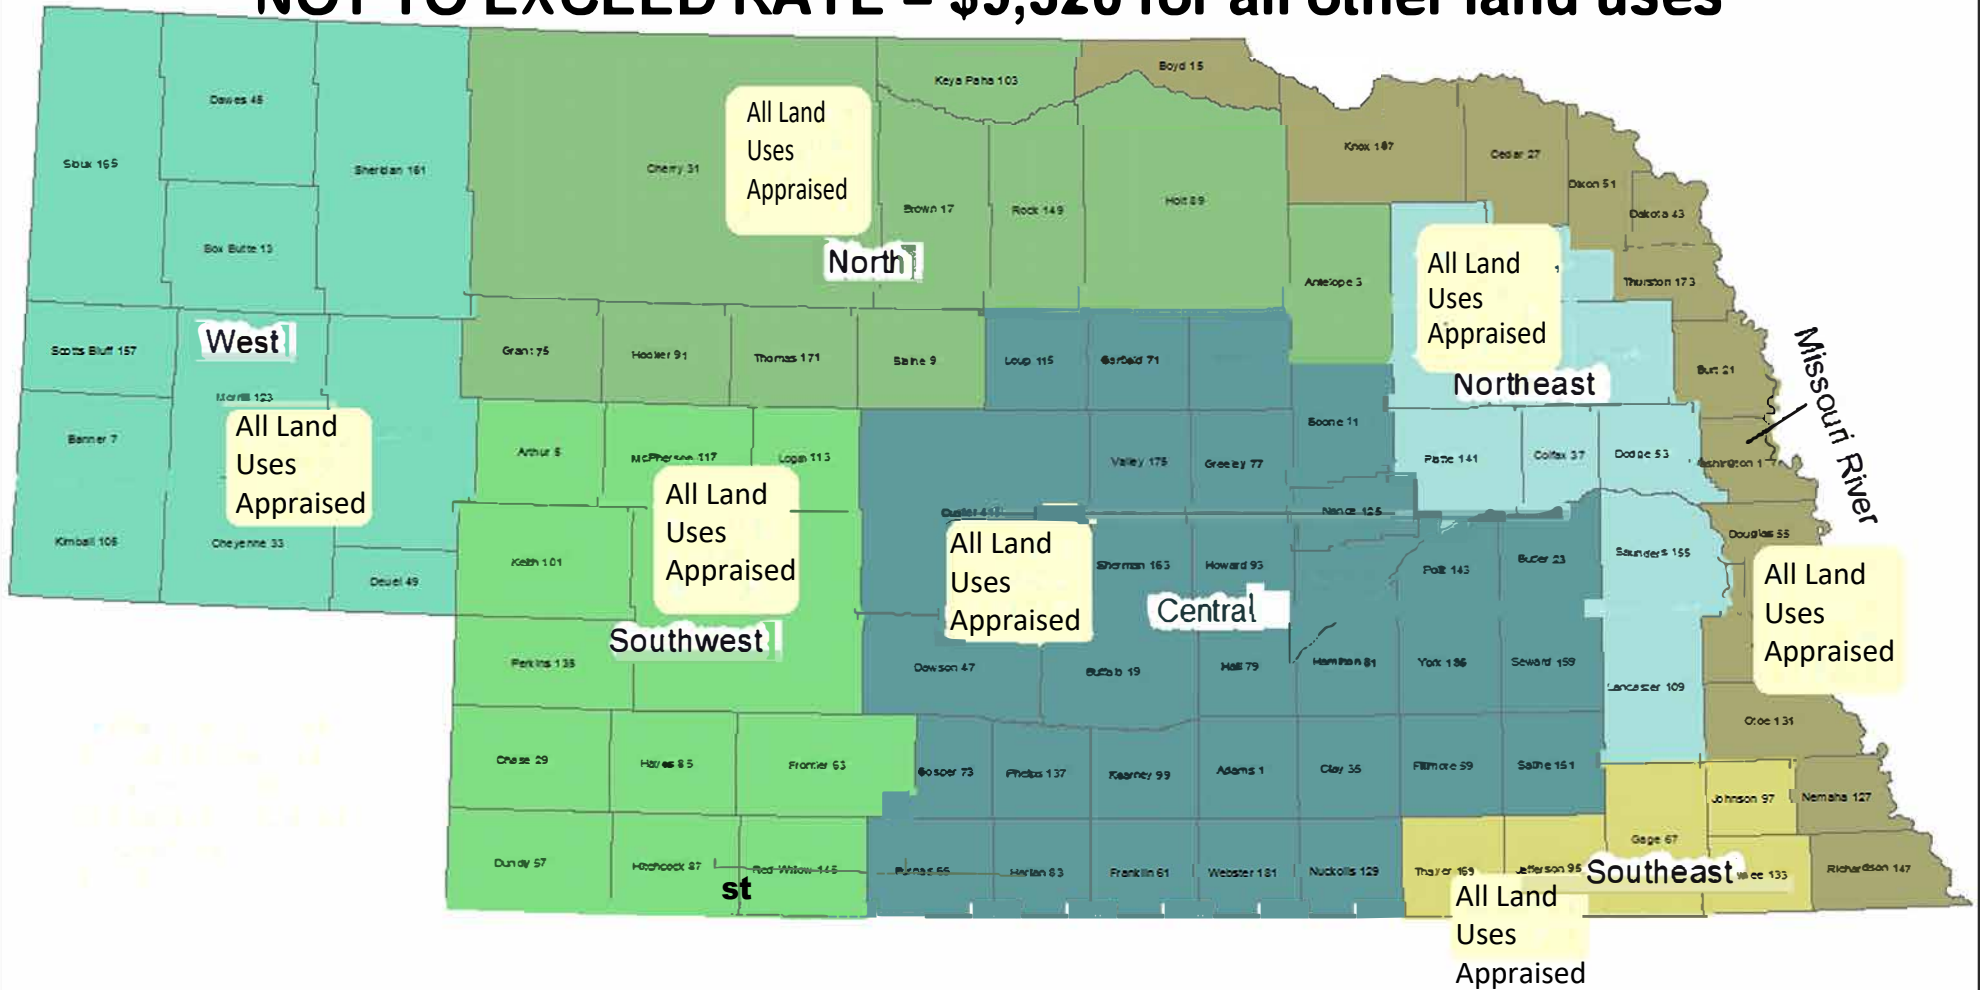 NOT TO EXCEED RATE = $9,520 for all other land uses
Boyd 15
Keya Paha 103
Dawes 45
All Land
Uses
Appraised
Knox 107
Cedar 27
Sioux 165
Sheridan 161
Cherry 31
Dixon 51
Brown 17
Rock 149
Holt 89
Dakota 43
Box Butte 13
North
Antelope 3
All Land
Uses
Appraised
Thurston 173
Scotts Bluff 157
West
Grant 75
Hooker 91
Thomas 171
Blaine 9
Loup 115
Garfield 71
Northeast
Burt 21
Missouri River
Morrill 123
All Land
Uses
Appraised
Banner 7
Arthur 5
McPherson 117
Logan 113
Valley 175
Greeley 77
Boone 11
Platte 141
Colfax 37
Dodge 53
All Land
Uses
Appraised
Nance 125
Kimball 105
Cheyenne 33
Deuel 49
Keith 101
All Land
Uses
Appraised
Sherman 163
Howard 93
Polk 143
Butler 23
Saunders 155
Douglas 55
All Land
Uses
Appraised
Central
Southwest
Perkins 135
Dawson 47
Buffalo 19
Hall 79
Hamilton 81
York 185
Seward 159
Lancaster 109
Otoe 131
Chase 29
Hayes 85
Frontier 63
Gosper 73
Phelps 137
Kearney 99
Adams 1
Clay 35
Fillmore 59
Saline 151
Johnson 97
Nemaha 127
Gage 67
Dundy 57
Hitchcock 87
Red Willow 145
st
Furnas 65
Harlan 83
Franklin 61
Webster 181
Nuckolls 129
Thayer 169
Jefferson 95
Southeast
ee 133
Richardson 147
All Land
Uses
Appraised